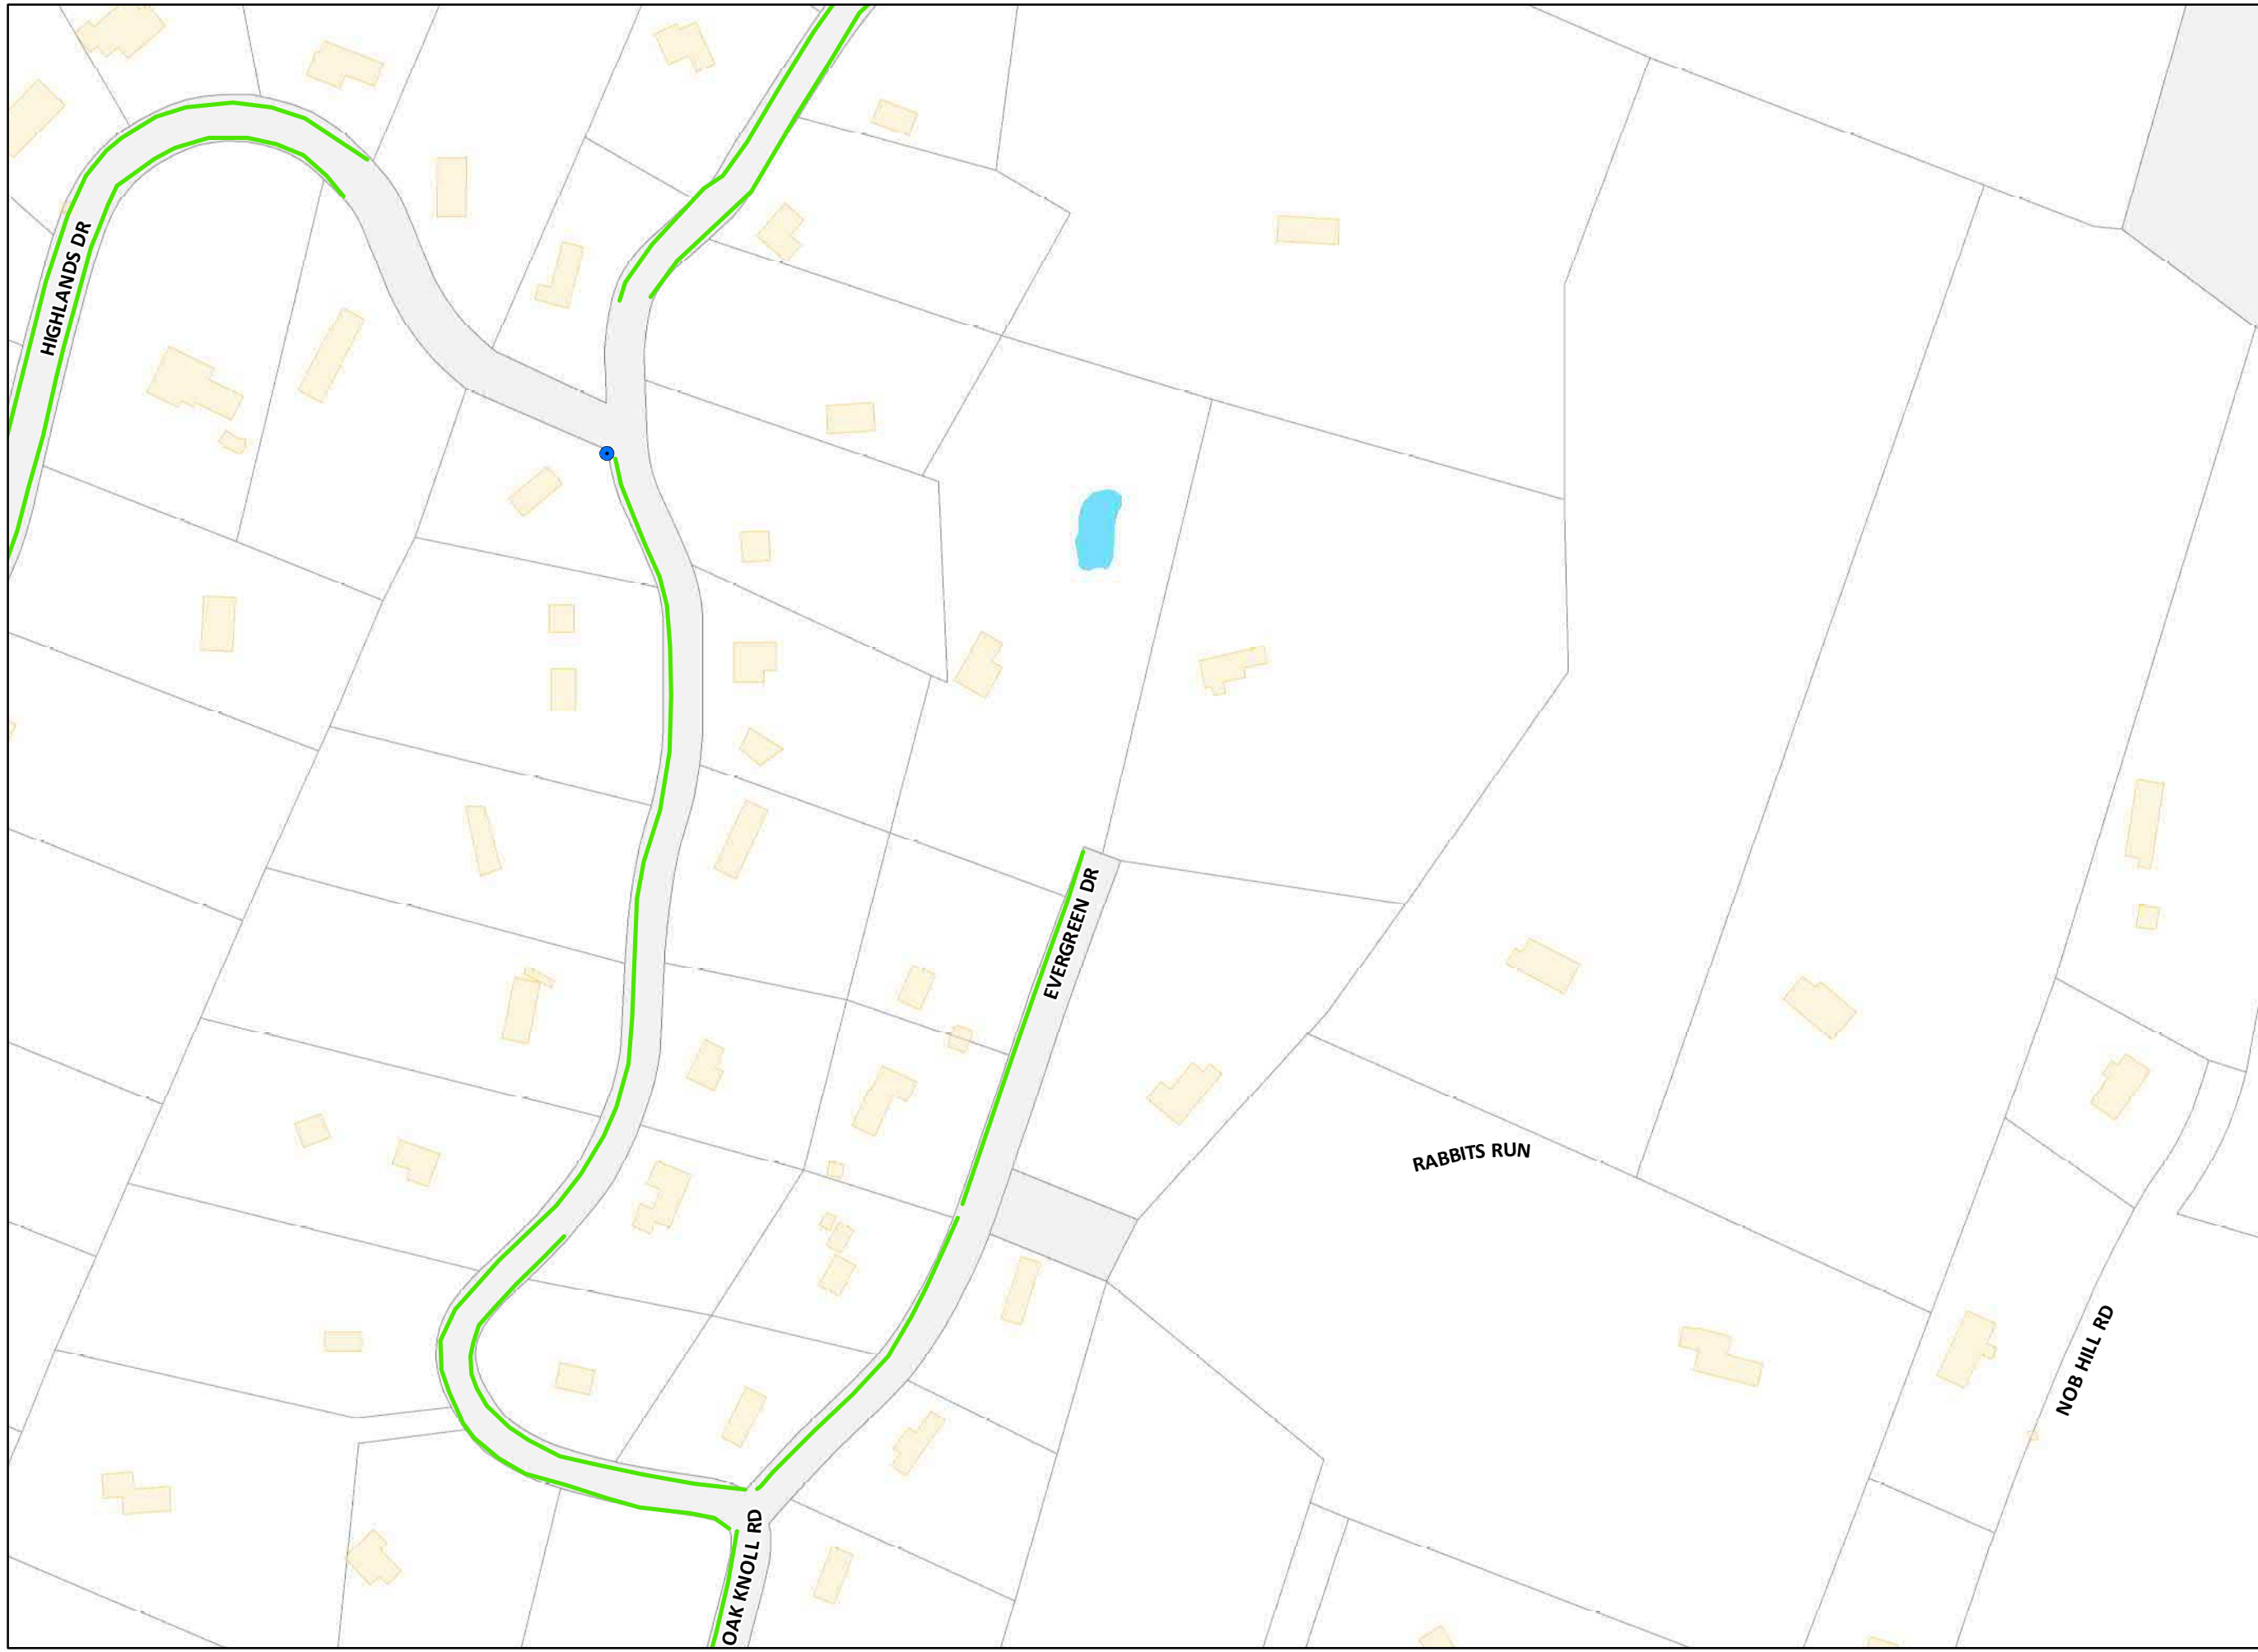 HIGHLANDS DR
EVERGREEN DR
RABBITS RUN
NOB HILL RD
OAK KNOLL RD